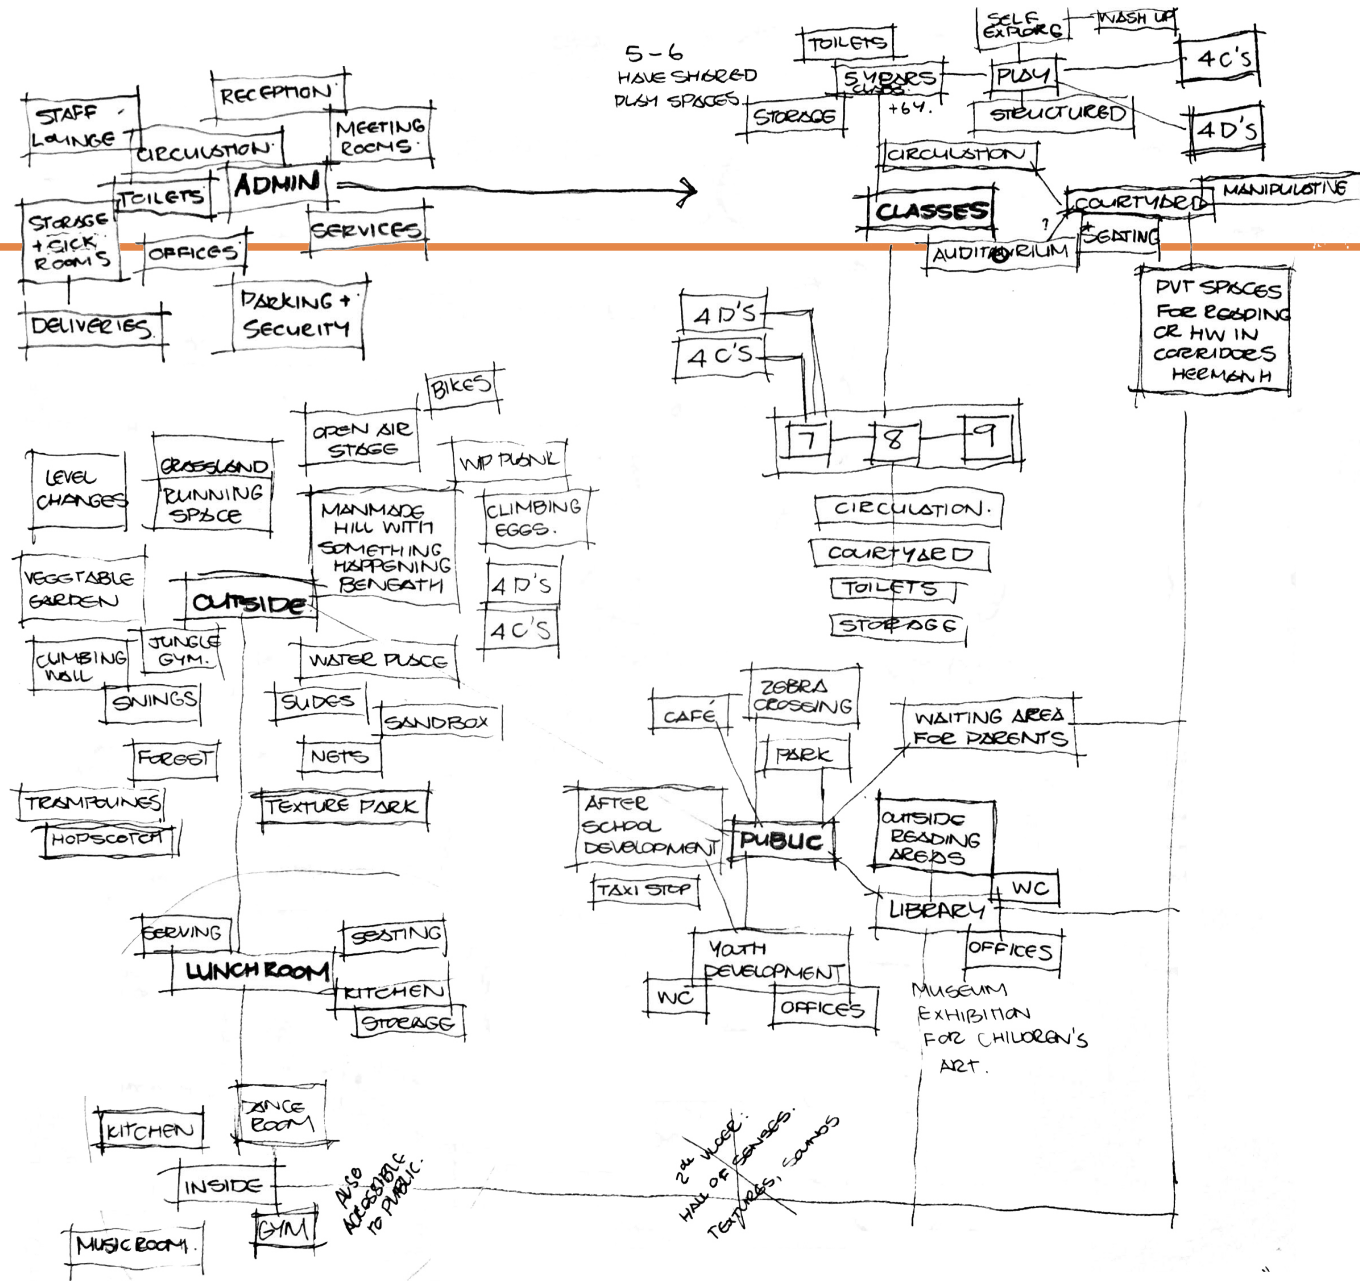 STAFF
LOUNGE
RECEPTION
CIRCULATION
MEETING
ROOMS
TOILETS
ADMIN
STORAGE
+ SICK
ROOMS
OFFICES
SERVICES
DELIVERIES
PARKING +
SECURITY
5-6
HAVE SHARED
PLAY SPACES
TOILETS
5 YEARS
CLASS.
+6Y.
STORAGE
SELF
EXPLORE
WASH UP
PLAY
STRUCTURED
4 C'S
4 D'S
CIRCULATION
CLASSES
COURTYARD
MANIPULATIVE
?
+
SEATING
AUDITORIUM
PVT SPACES
FOR READING
OR HW IN
CORRIDORS
HERMANH
4 D'S
4 C'S
7
8
9
CIRCULATION.
COURTYARD
TOILETS
STORAGE
BIKES
OPEN AIR
STAGE
LEVEL
CHANGES
GRASSLAND
RUNNING
SPACE
WIP PLANK
MANMADE
HILL WITH
SOMETHING
HAPPENING
BENEATH
CLIMBING
EGGS.
4 D'S
4 C'S
VEGETABLE
GARDEN
OUTSIDE
CLIMBING
WALL
JUNGLE
GYM.
SWINGS
WATER PLACE
SLIDES
SANDBOX
FOREST
NETS
TRAMPOLINES
HOPSCOTCH
TEXTURE PARK
CAFÉ
ZEBRA
CROSSING
PARK
WAITING AREA
FOR PARENTS
AFTER
SCHOOL
DEVELOPMENT
PUBLIC
OUTSIDE
READING
AREAS
TAXI STOP
WC
LIBRARY
OFFICES
YOUTH
DEVELOPMENT
WC
OFFICES
MUSEUM
EXHIBITION
FOR CHILDREN'S
ART.
SERVING
SEATING
LUNCH ROOM
KITCHEN
STORAGE
KITCHEN
DANCE
ROOM
INSIDE
GYM
MUSIC ROOM.
ALSO
ACCESSIBLE
TO PUBLIC.
2de VLOER:
HALL OF SENSES.
TEXTURES, SOUNDS